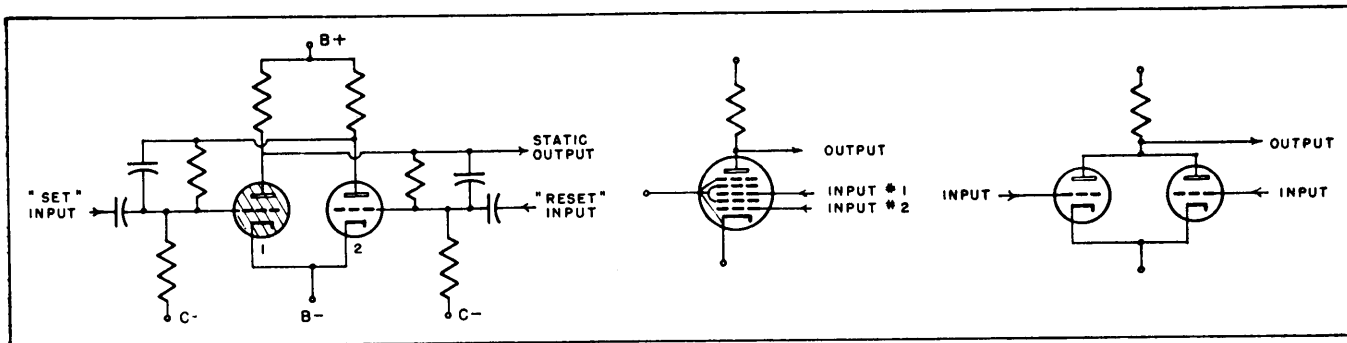 B+
STATIC
OUTPUT
"SET"
INPUT
"RESET"
INPUT
1
2
C-
B-
C-
OUTPUT
INPUT #1
INPUT #2
OUTPUT
INPUT
INPUT